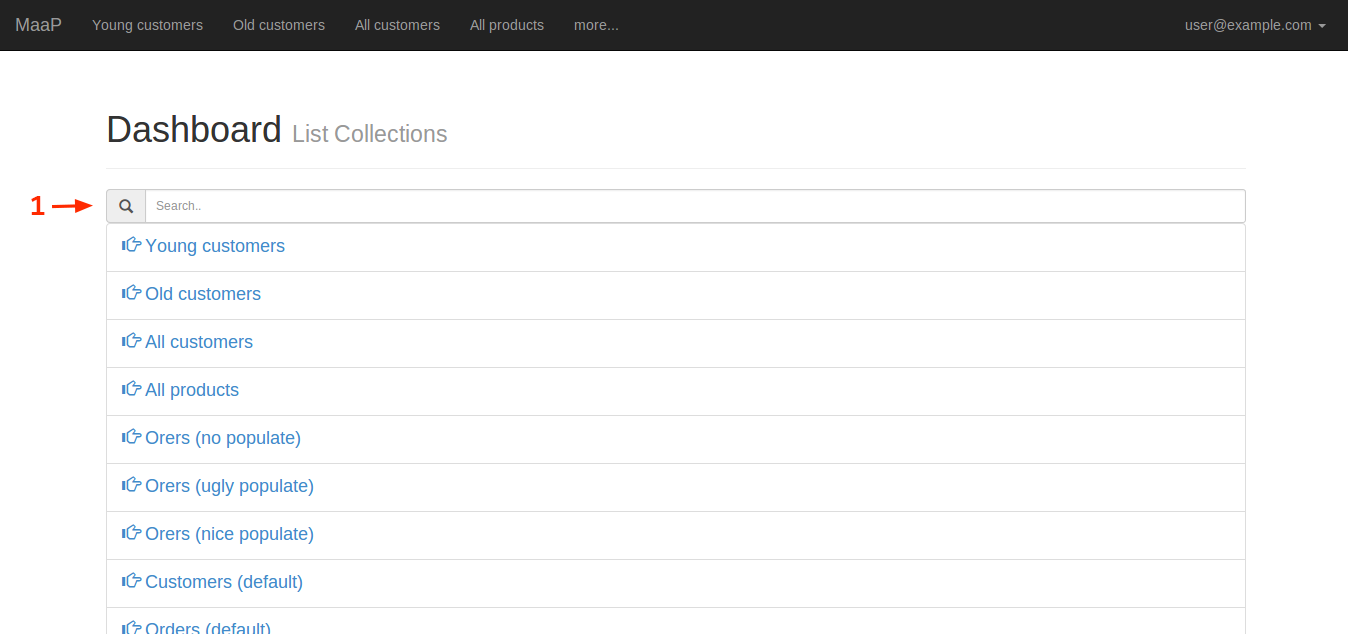 MaaP Young customers Old customers All customers All products more... user@example.com
Dashboard List Collections
1 Search..
Young customers
Old customers
All customers
All products
Orers (no populate)
Orers (ugly populate)
Orers (nice populate)
Customers (default)
Orders (default)